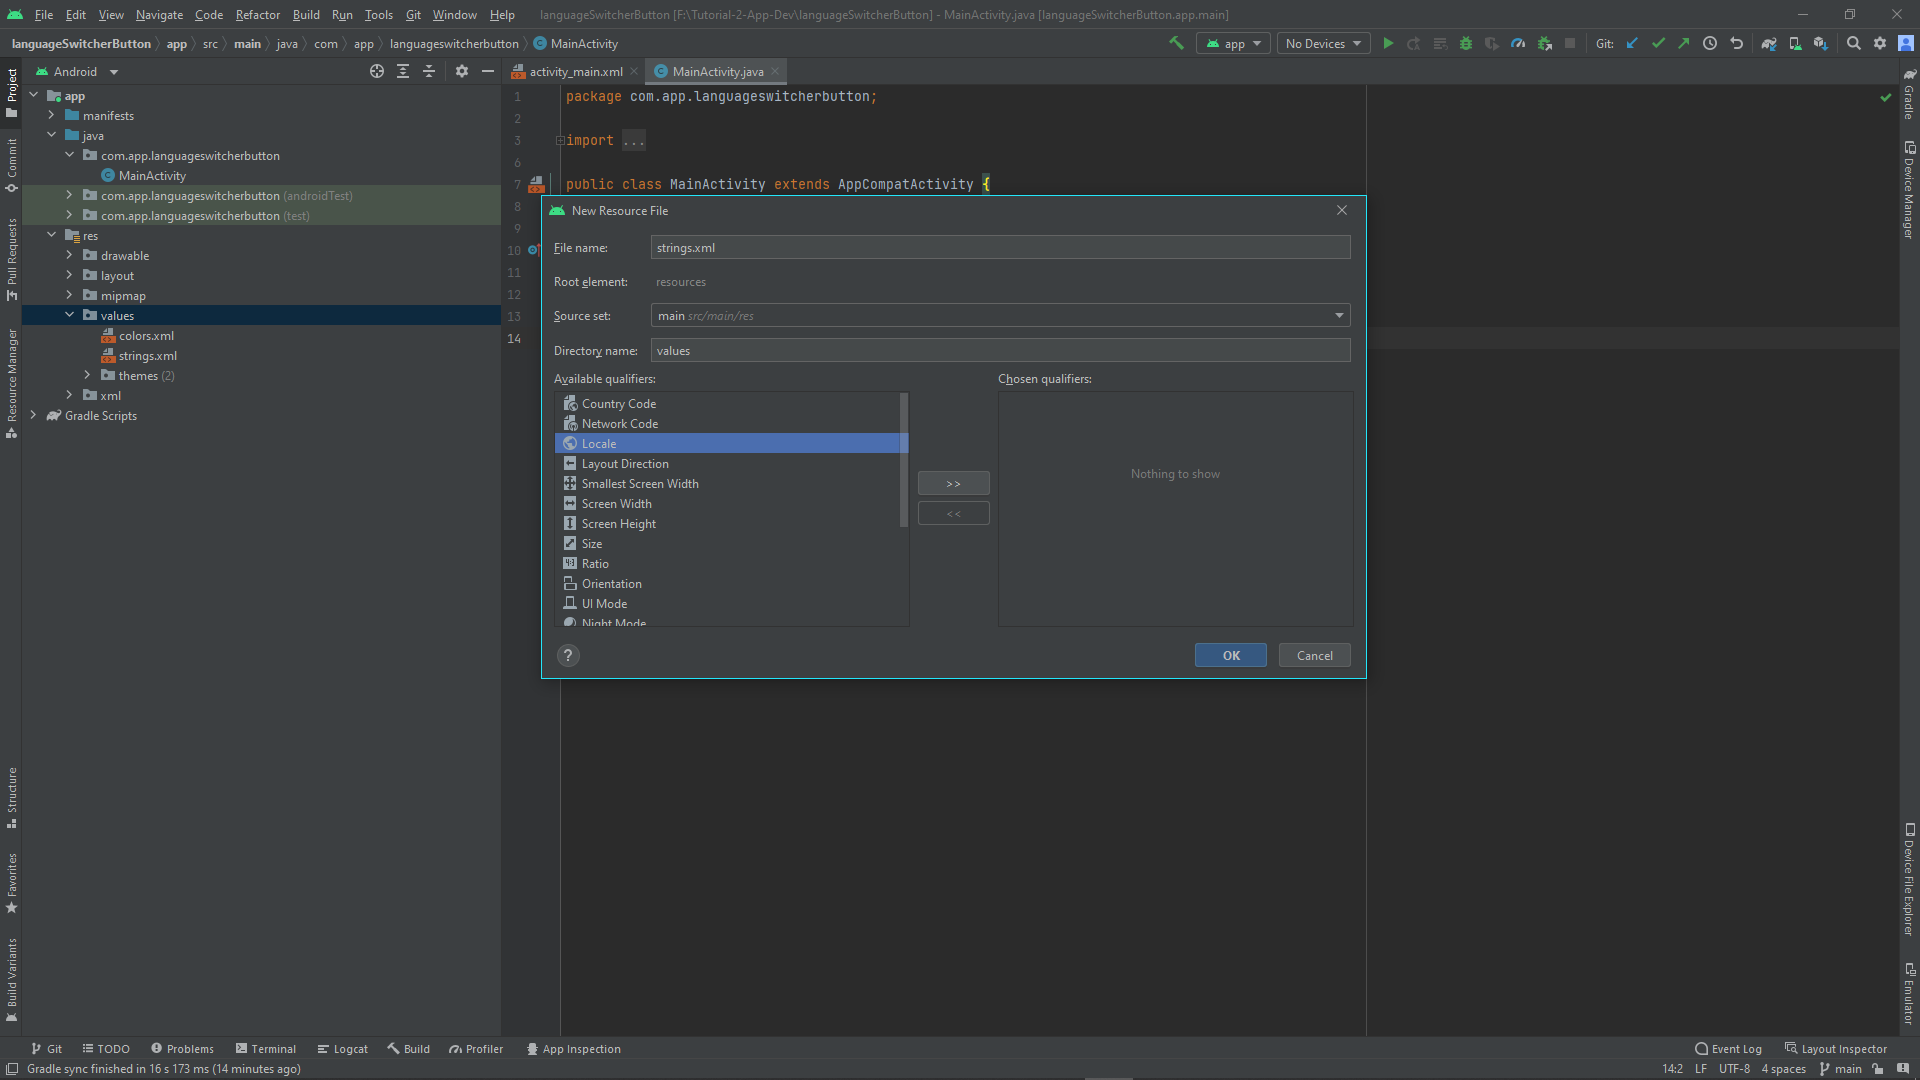 File Edit View Navigate Code Refactor Build Run Tools Git Window Help languageSwitcherButton [F:\Tutorial-2-App-Dev\languageSwitcherButton] - MainActivity.java [languageSwitcherButton.app.main]
languageSwitcherButton app src main java com app languageswitcherbutton MainActivity
app No Devices Git:
Android
activity_main.xml MainActivity.java
Project
Commit
Pull Requests
Resource Manager
Structure
Favorites
Build Variants
app
manifests
java
com.app.languageswitcherbutton
MainActivity
com.app.languageswitcherbutton (androidTest)
com.app.languageswitcherbutton (test)
res
drawable
layout
mipmap
values
colors.xml
strings.xml
themes (2)
xml
Gradle Scripts
1 package com.app.languageswitcherbutton;
2
3 import ...
6
7 public class MainActivity extends AppCompatActivity {
8
9
10
11
12
13
14
New Resource File
File name: strings.xml
Root element: resources
Source set: main src/main/res
Directory name: values
Available qualifiers:
Country Code
Network Code
Locale
Layout Direction
Smallest Screen Width
Screen Width
Screen Height
Size
Ratio
Orientation
UI Mode
Night Mode
>>
<<
Chosen qualifiers:
Nothing to show
?
OK Cancel
Gradle
Device Manager
Device File Explorer
Emulator
Git TODO Problems Terminal Logcat Build Profiler App Inspection Event Log Layout Inspector
Gradle sync finished in 16 s 173 ms (14 minutes ago) 14:2 LF UTF-8 4 spaces main